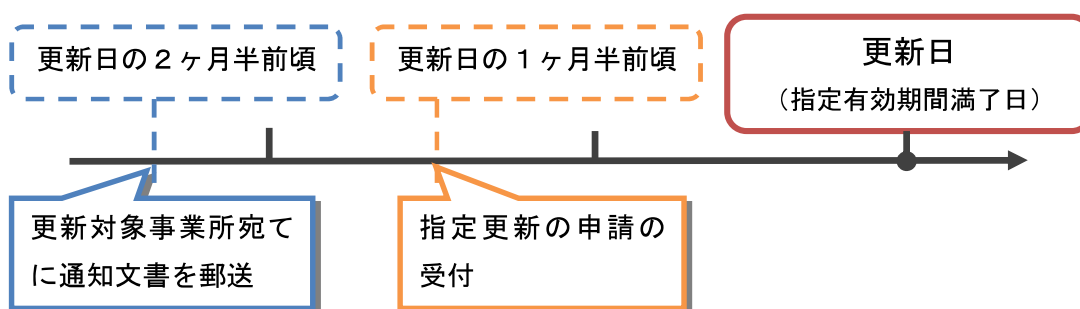 更新日の２ヶ月半前頃
更新日の１ヶ月半前頃
更新日
（指定有効期間満了日）
更新対象事業所宛て
に通知文書を郵送
指定更新の申請の
受付